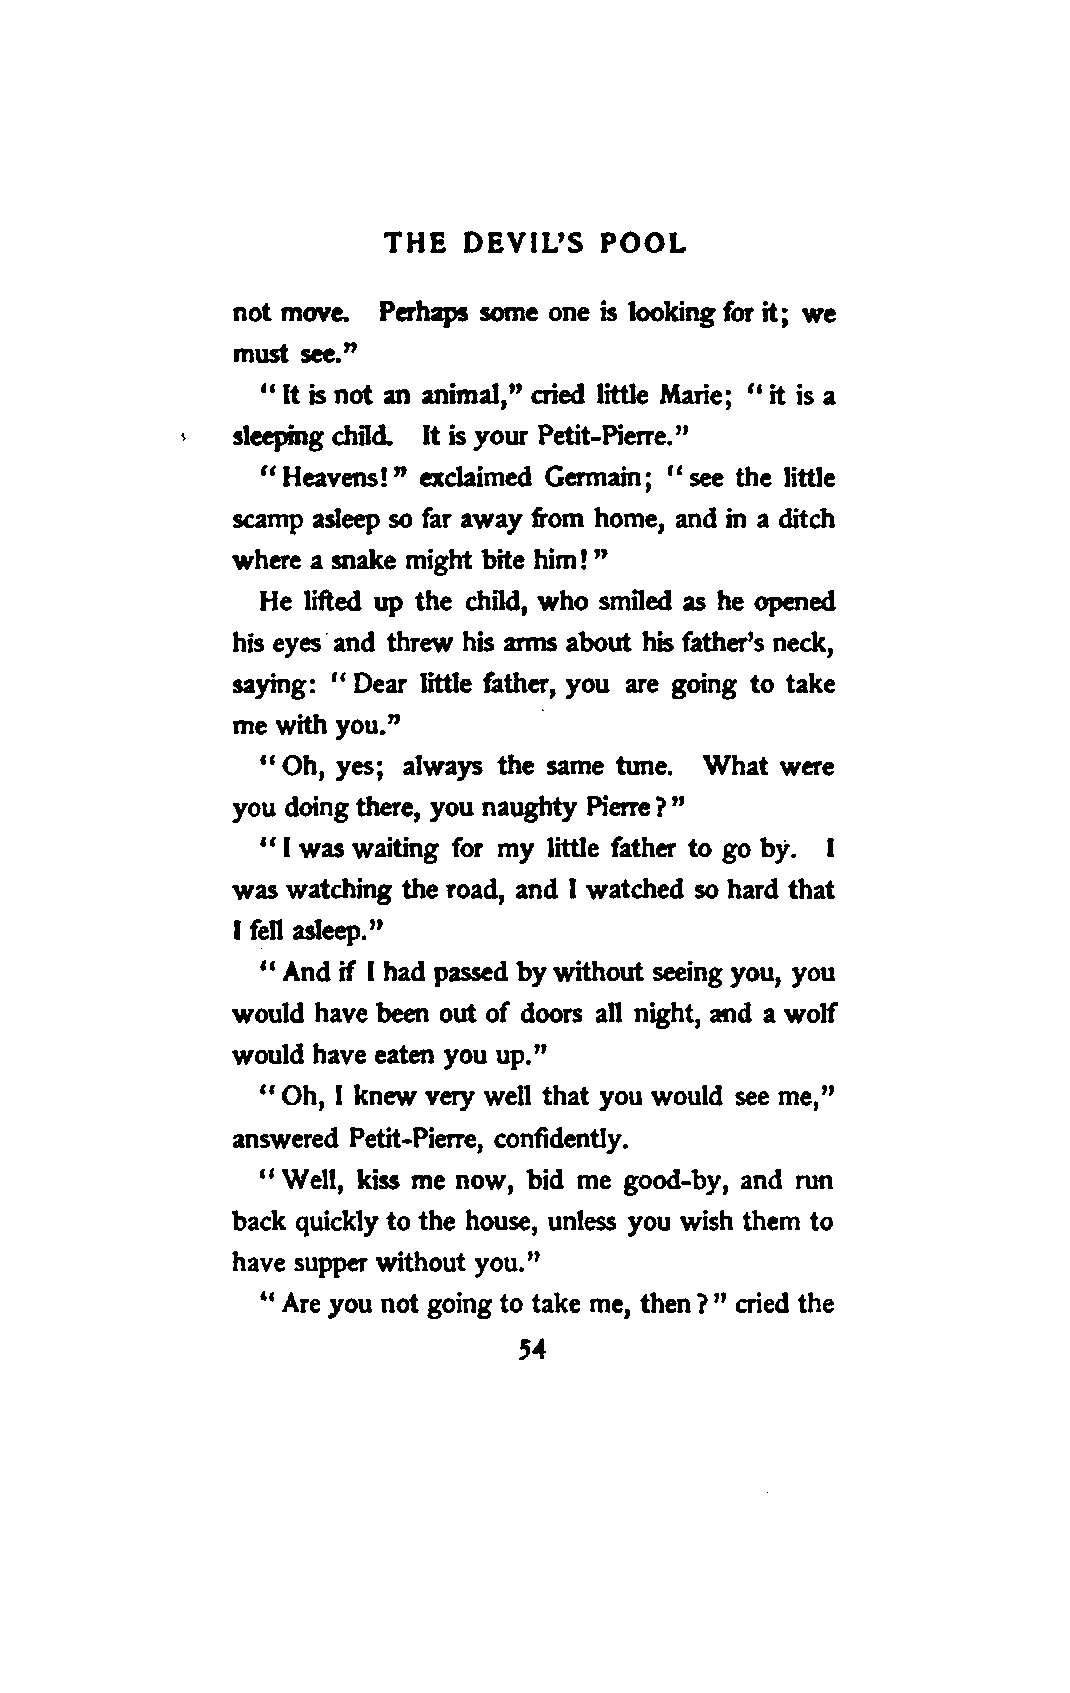 THE DEVIL'S POOL
not move. Perhaps some one is looking for it; we
must see."
"It is not an animal," cried little Marie; "it is a
sleeping child. It is your Petit-Pierre."
"Heavens!" exclaimed Germain; "see the little
scamp asleep so far away from home, and in a ditch
where a snake might bite him!"
He lifted up the child, who smiled as he opened
his eyes and threw his arms about his father's neck,
saying: "Dear little father, you are going to take
me with you."
"Oh, yes; always the same tune. What were
you doing there, you naughty Pierre?"
"I was waiting for my little father to go by. I
was watching the road, and I watched so hard that
I fell asleep."
"And if I had passed by without seeing you, you
would have been out of doors all night, and a wolf
would have eaten you up."
"Oh, I knew very well that you would see me,"
answered Petit-Pierre, confidently.
"Well, kiss me now, bid me good-by, and run
back quickly to the house, unless you wish them to
have supper without you."
"Are you not going to take me, then?" cried the
54